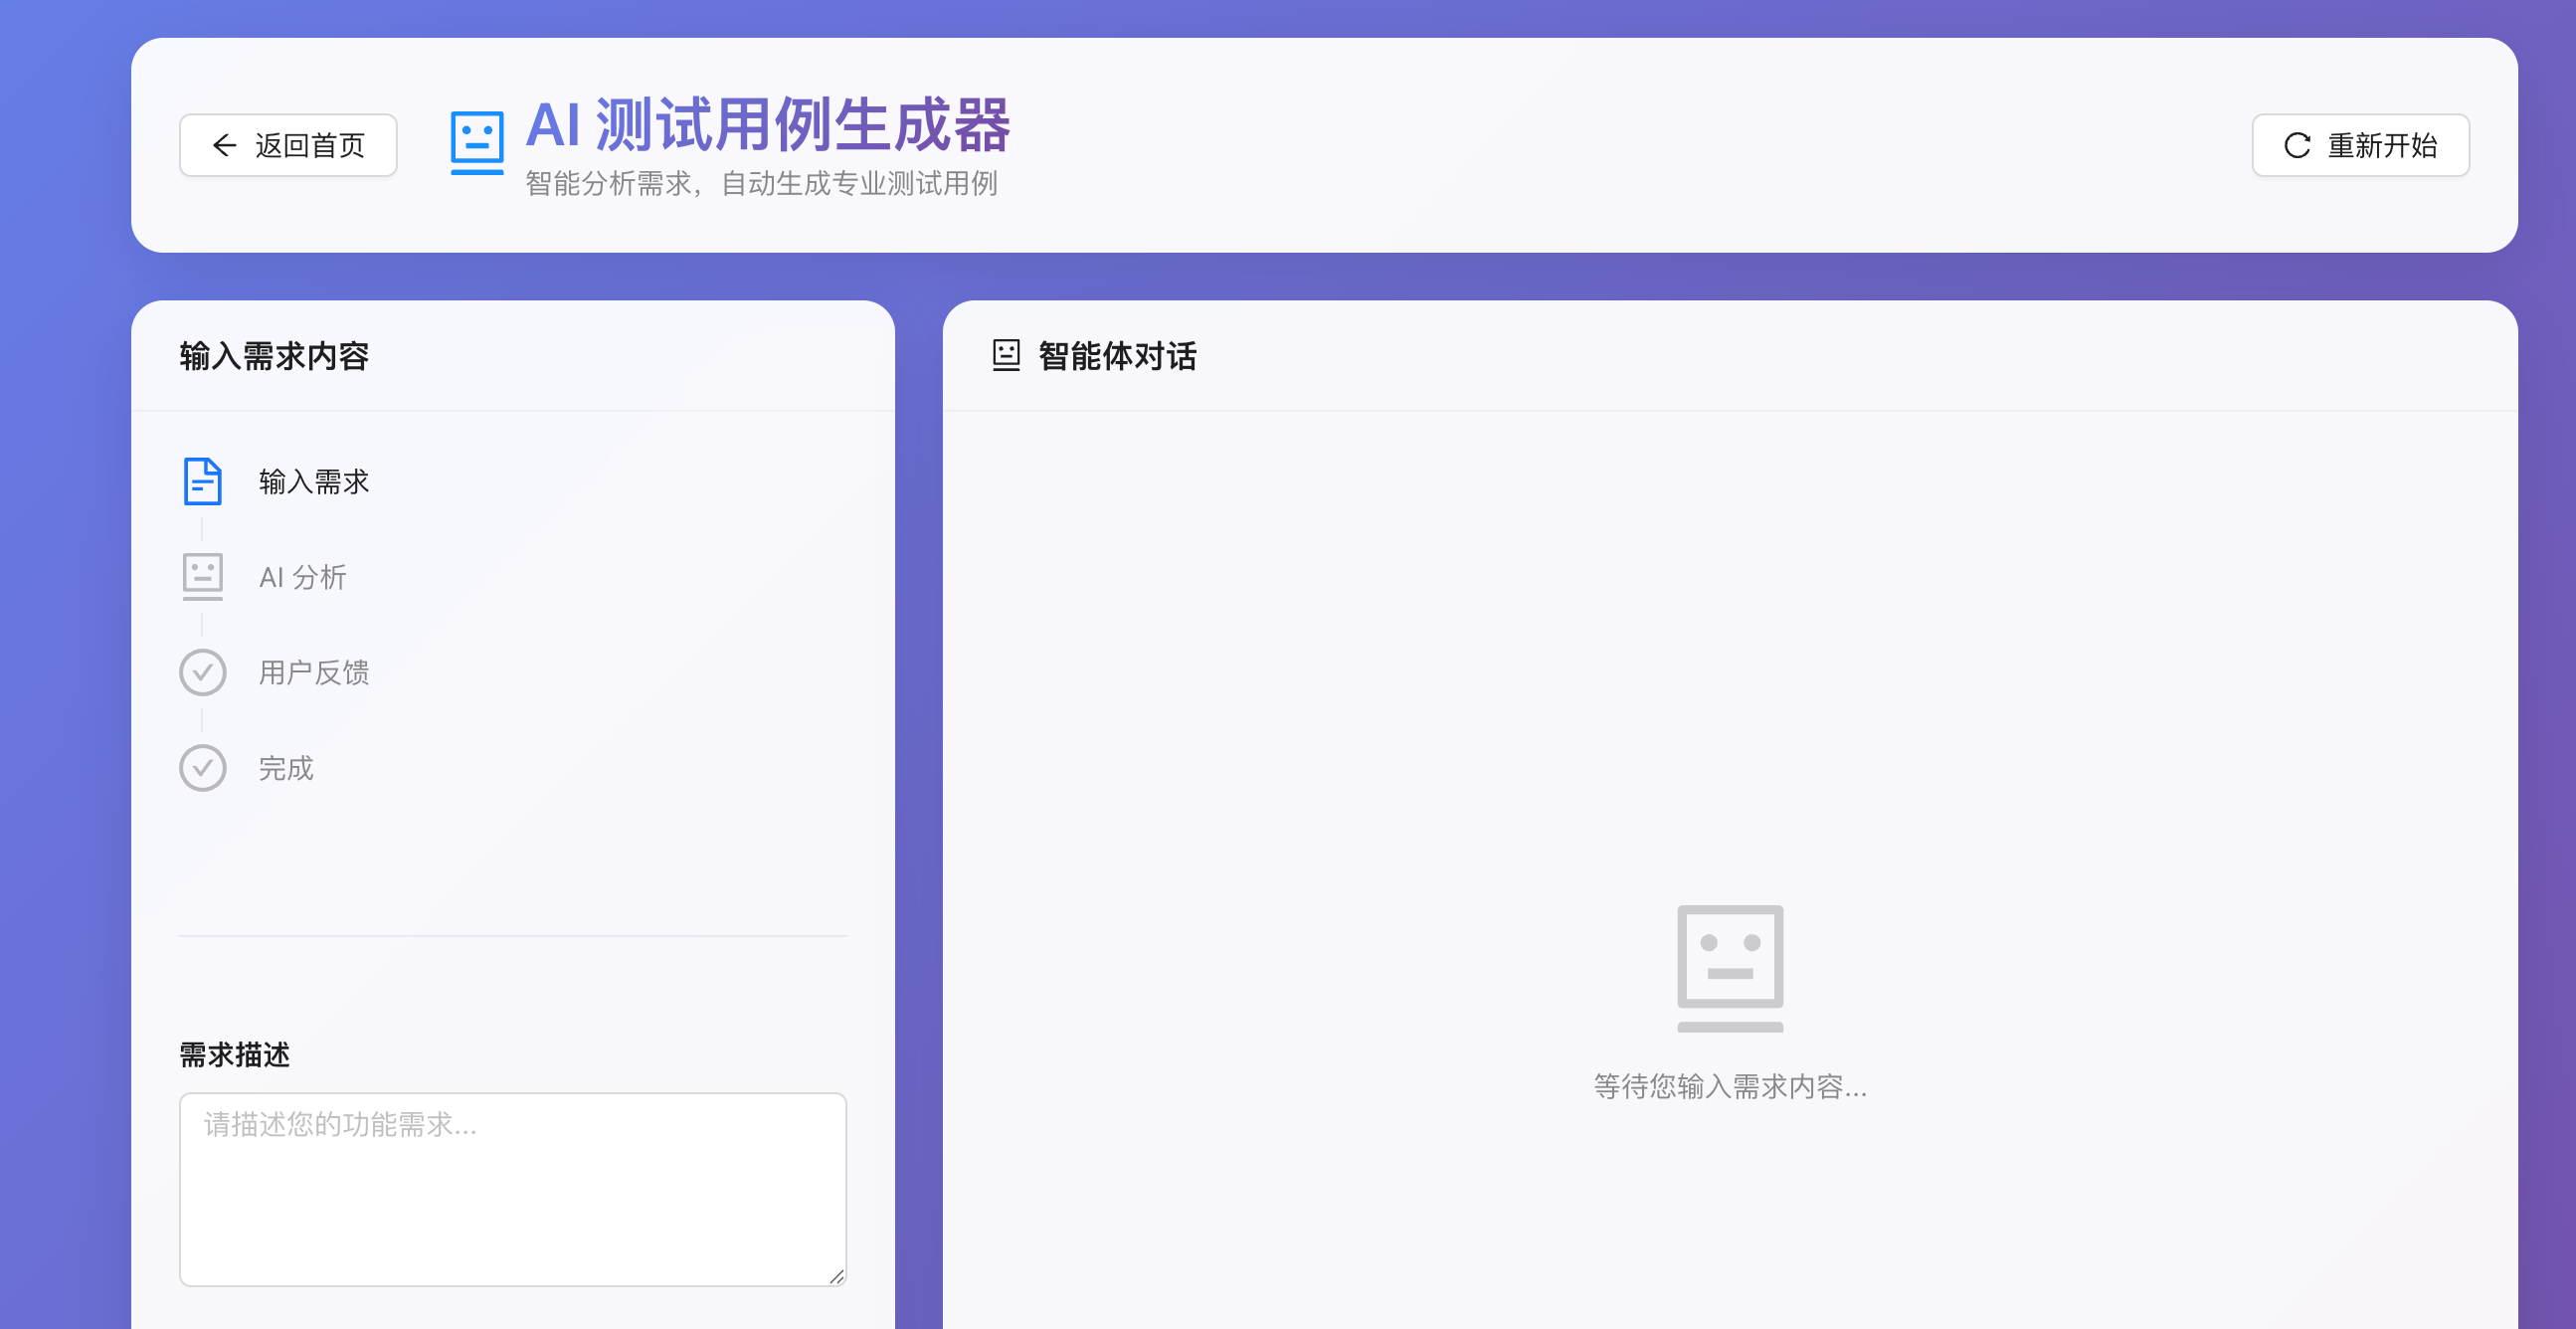 返回首页
AI 测试用例生成器
智能分析需求，自动生成专业测试用例
重新开始
输入需求内容
输入需求
AI 分析
用户反馈
完成
需求描述
请描述您的功能需求...
智能体对话
等待您输入需求内容...